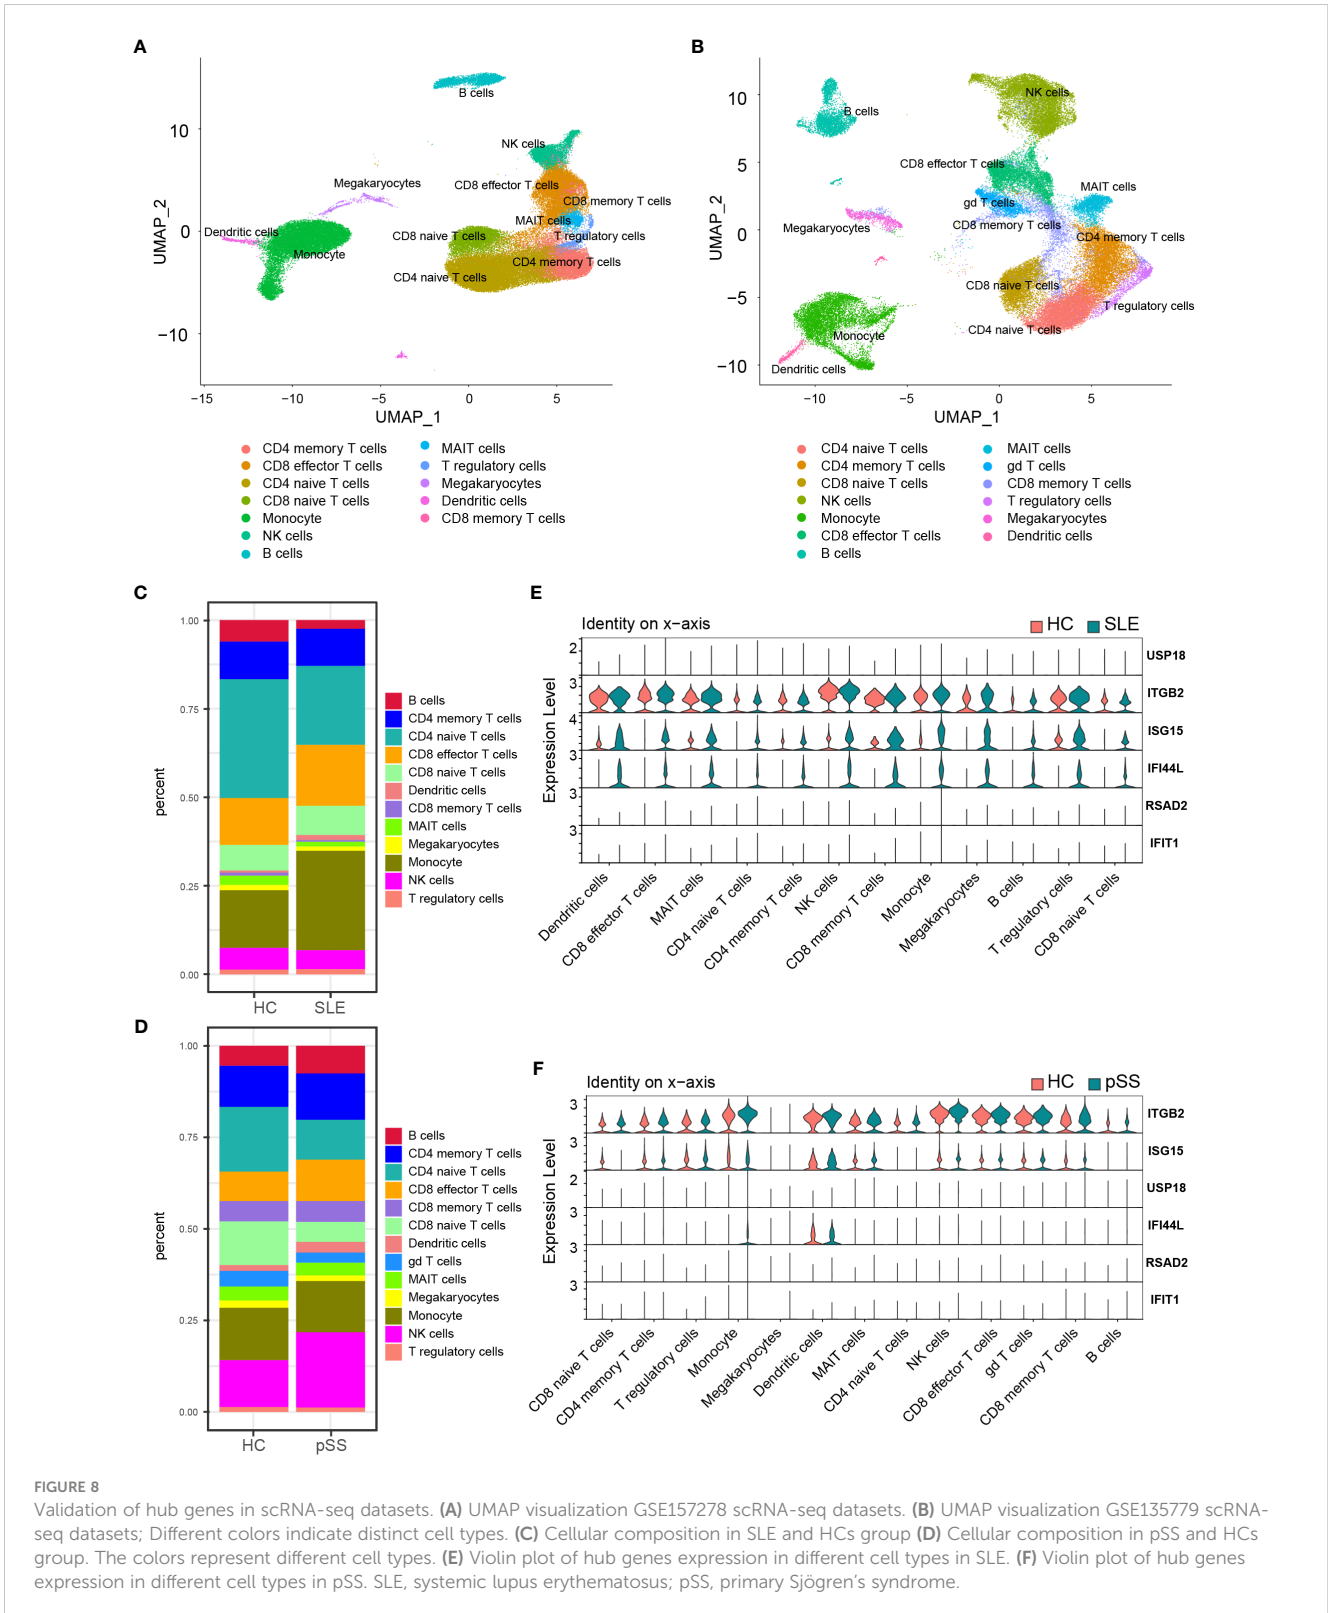 A
B cells
NK cells
CD8 effector T cells
Megakaryocytes
CD8 memory T cells
MAIT cells
Dendritic cells
CD8 naive T cells
T regulatory cells
Monocyte
CD4 memory T cells
CD4 naive T cells
10
0
−10
UMAP_2
−15 −10 −5 0 5
UMAP_1
CD4 memory T cells
CD8 effector T cells
CD4 naive T cells
CD8 naive T cells
Monocyte
NK cells
B cells
MAIT cells
T regulatory cells
Megakaryocytes
Dendritic cells
CD8 memory T cells
B
NK cells
B cells
CD8 effector T cells
MAIT cells
gd T cells
Megakaryocytes
CD8 memory T cells
CD4 memory T cells
CD8 naive T cells
T regulatory cells
CD4 naive T cells
Monocyte
Dendritic cells
10
5
0
−5
−10
UMAP_2
−10 −5 0 5
UMAP_1
CD4 naive T cells
CD4 memory T cells
CD8 naive T cells
NK cells
Monocyte
CD8 effector T cells
B cells
MAIT cells
gd T cells
CD8 memory T cells
T regulatory cells
Megakaryocytes
Dendritic cells
C
1.00
0.75
0.50
0.25
0.00
percent
HC SLE
B cells
CD4 memory T cells
CD4 naive T cells
CD8 effector T cells
CD8 naive T cells
Dendritic cells
CD8 memory T cells
MAIT cells
Megakaryocytes
Monocyte
NK cells
T regulatory cells
E
Identity on x−axis
HC SLE
Expression Level
2 USP18
3 ITGB2
4 ISG15
3 IFI44L
3 RSAD2
3 IFIT1
Dendritic cells
CD8 effector T cells
MAIT cells
CD4 naive T cells
CD4 memory T cells
NK cells
CD8 memory T cells
Monocyte
Megakaryocytes
B cells
T regulatory cells
CD8 naive T cells
D
1.00
0.75
0.50
0.25
0.00
percent
HC pSS
B cells
CD4 memory T cells
CD4 naive T cells
CD8 effector T cells
CD8 memory T cells
CD8 naive T cells
Dendritic cells
gd T cells
MAIT cells
Megakaryocytes
Monocyte
NK cells
T regulatory cells
F
Identity on x−axis
HC pSS
Expression Level
3 ITGB2
3 ISG15
2 USP18
3 IFI44L
3 RSAD2
3 IFIT1
CD8 naive T cells
CD4 memory T cells
T regulatory cells
Monocyte
Megakaryocytes
Dendritic cells
MAIT cells
CD4 naive T cells
NK cells
CD8 effector T cells
gd T cells
CD8 memory T cells
B cells
FIGURE 8
Validation of hub genes in scRNA-seq datasets. (A) UMAP visualization GSE157278 scRNA-seq datasets. (B) UMAP visualization GSE135779 scRNA-
seq datasets; Different colors indicate distinct cell types. (C) Cellular composition in SLE and HCs group (D) Cellular composition in pSS and HCs
group. The colors represent different cell types. (E) Violin plot of hub genes expression in different cell types in SLE. (F) Violin plot of hub genes
expression in different cell types in pSS. SLE, systemic lupus erythematosus; pSS, primary Sjögren’s syndrome.